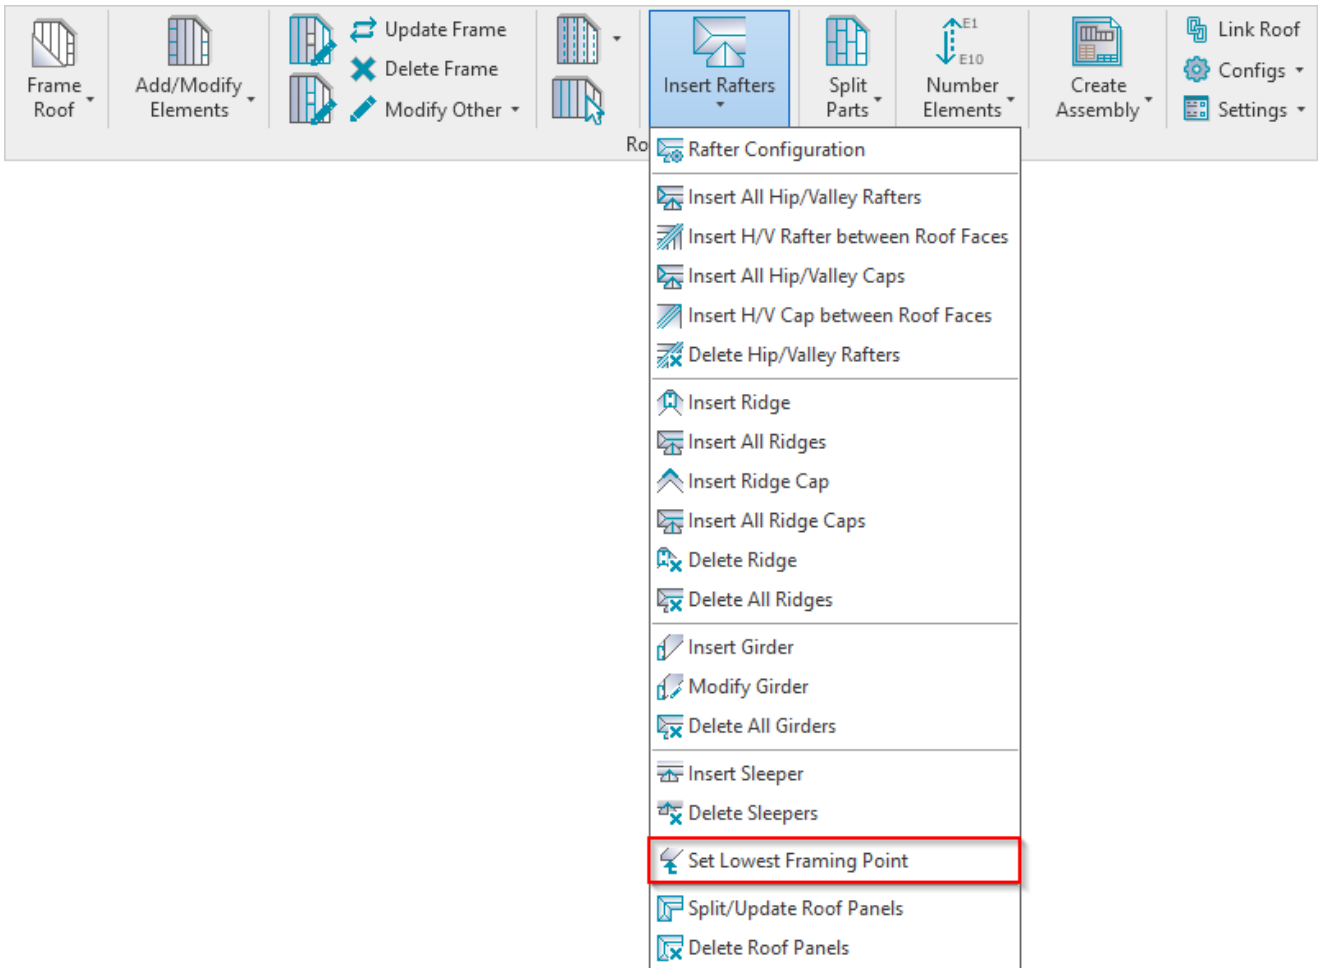 Frame
Roof
Add/Modify
Elements
Update Frame
Delete Frame
Modify Other
Insert Rafters
Split
Parts
E1
E10
Number
Elements
Create
Assembly
Link Roof
Configs
Settings
Ro
Rafter Configuration
Insert All Hip/Valley Rafters
Insert H/V Rafter between Roof Faces
Insert All Hip/Valley Caps
Insert H/V Cap between Roof Faces
Delete Hip/Valley Rafters
Insert Ridge
Insert All Ridges
Insert Ridge Cap
Insert All Ridge Caps
Delete Ridge
Delete All Ridges
Insert Girder
Modify Girder
Delete All Girders
Insert Sleeper
Delete Sleepers
Set Lowest Framing Point
Split/Update Roof Panels
Delete Roof Panels